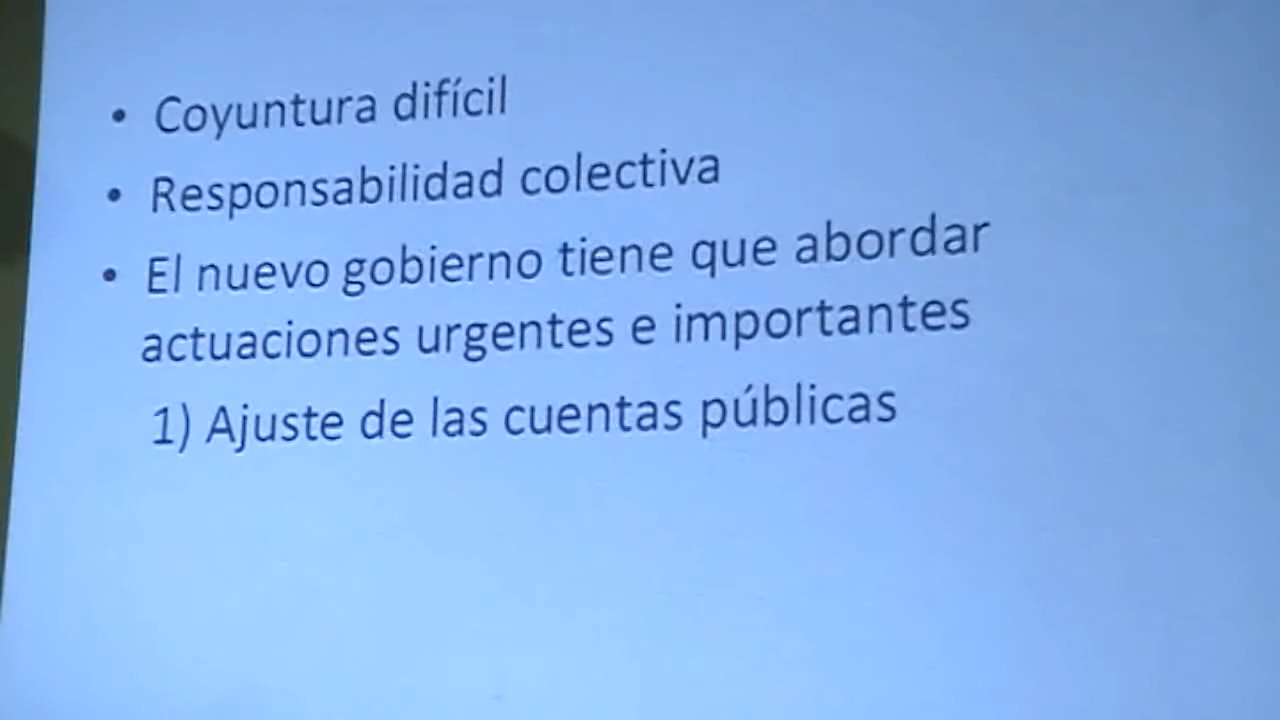 • Coyuntura difícil
• Responsabilidad colectiva
• El nuevo gobierno tiene que abordar
actuaciones urgentes e importantes
1) Ajuste de las cuentas públicas